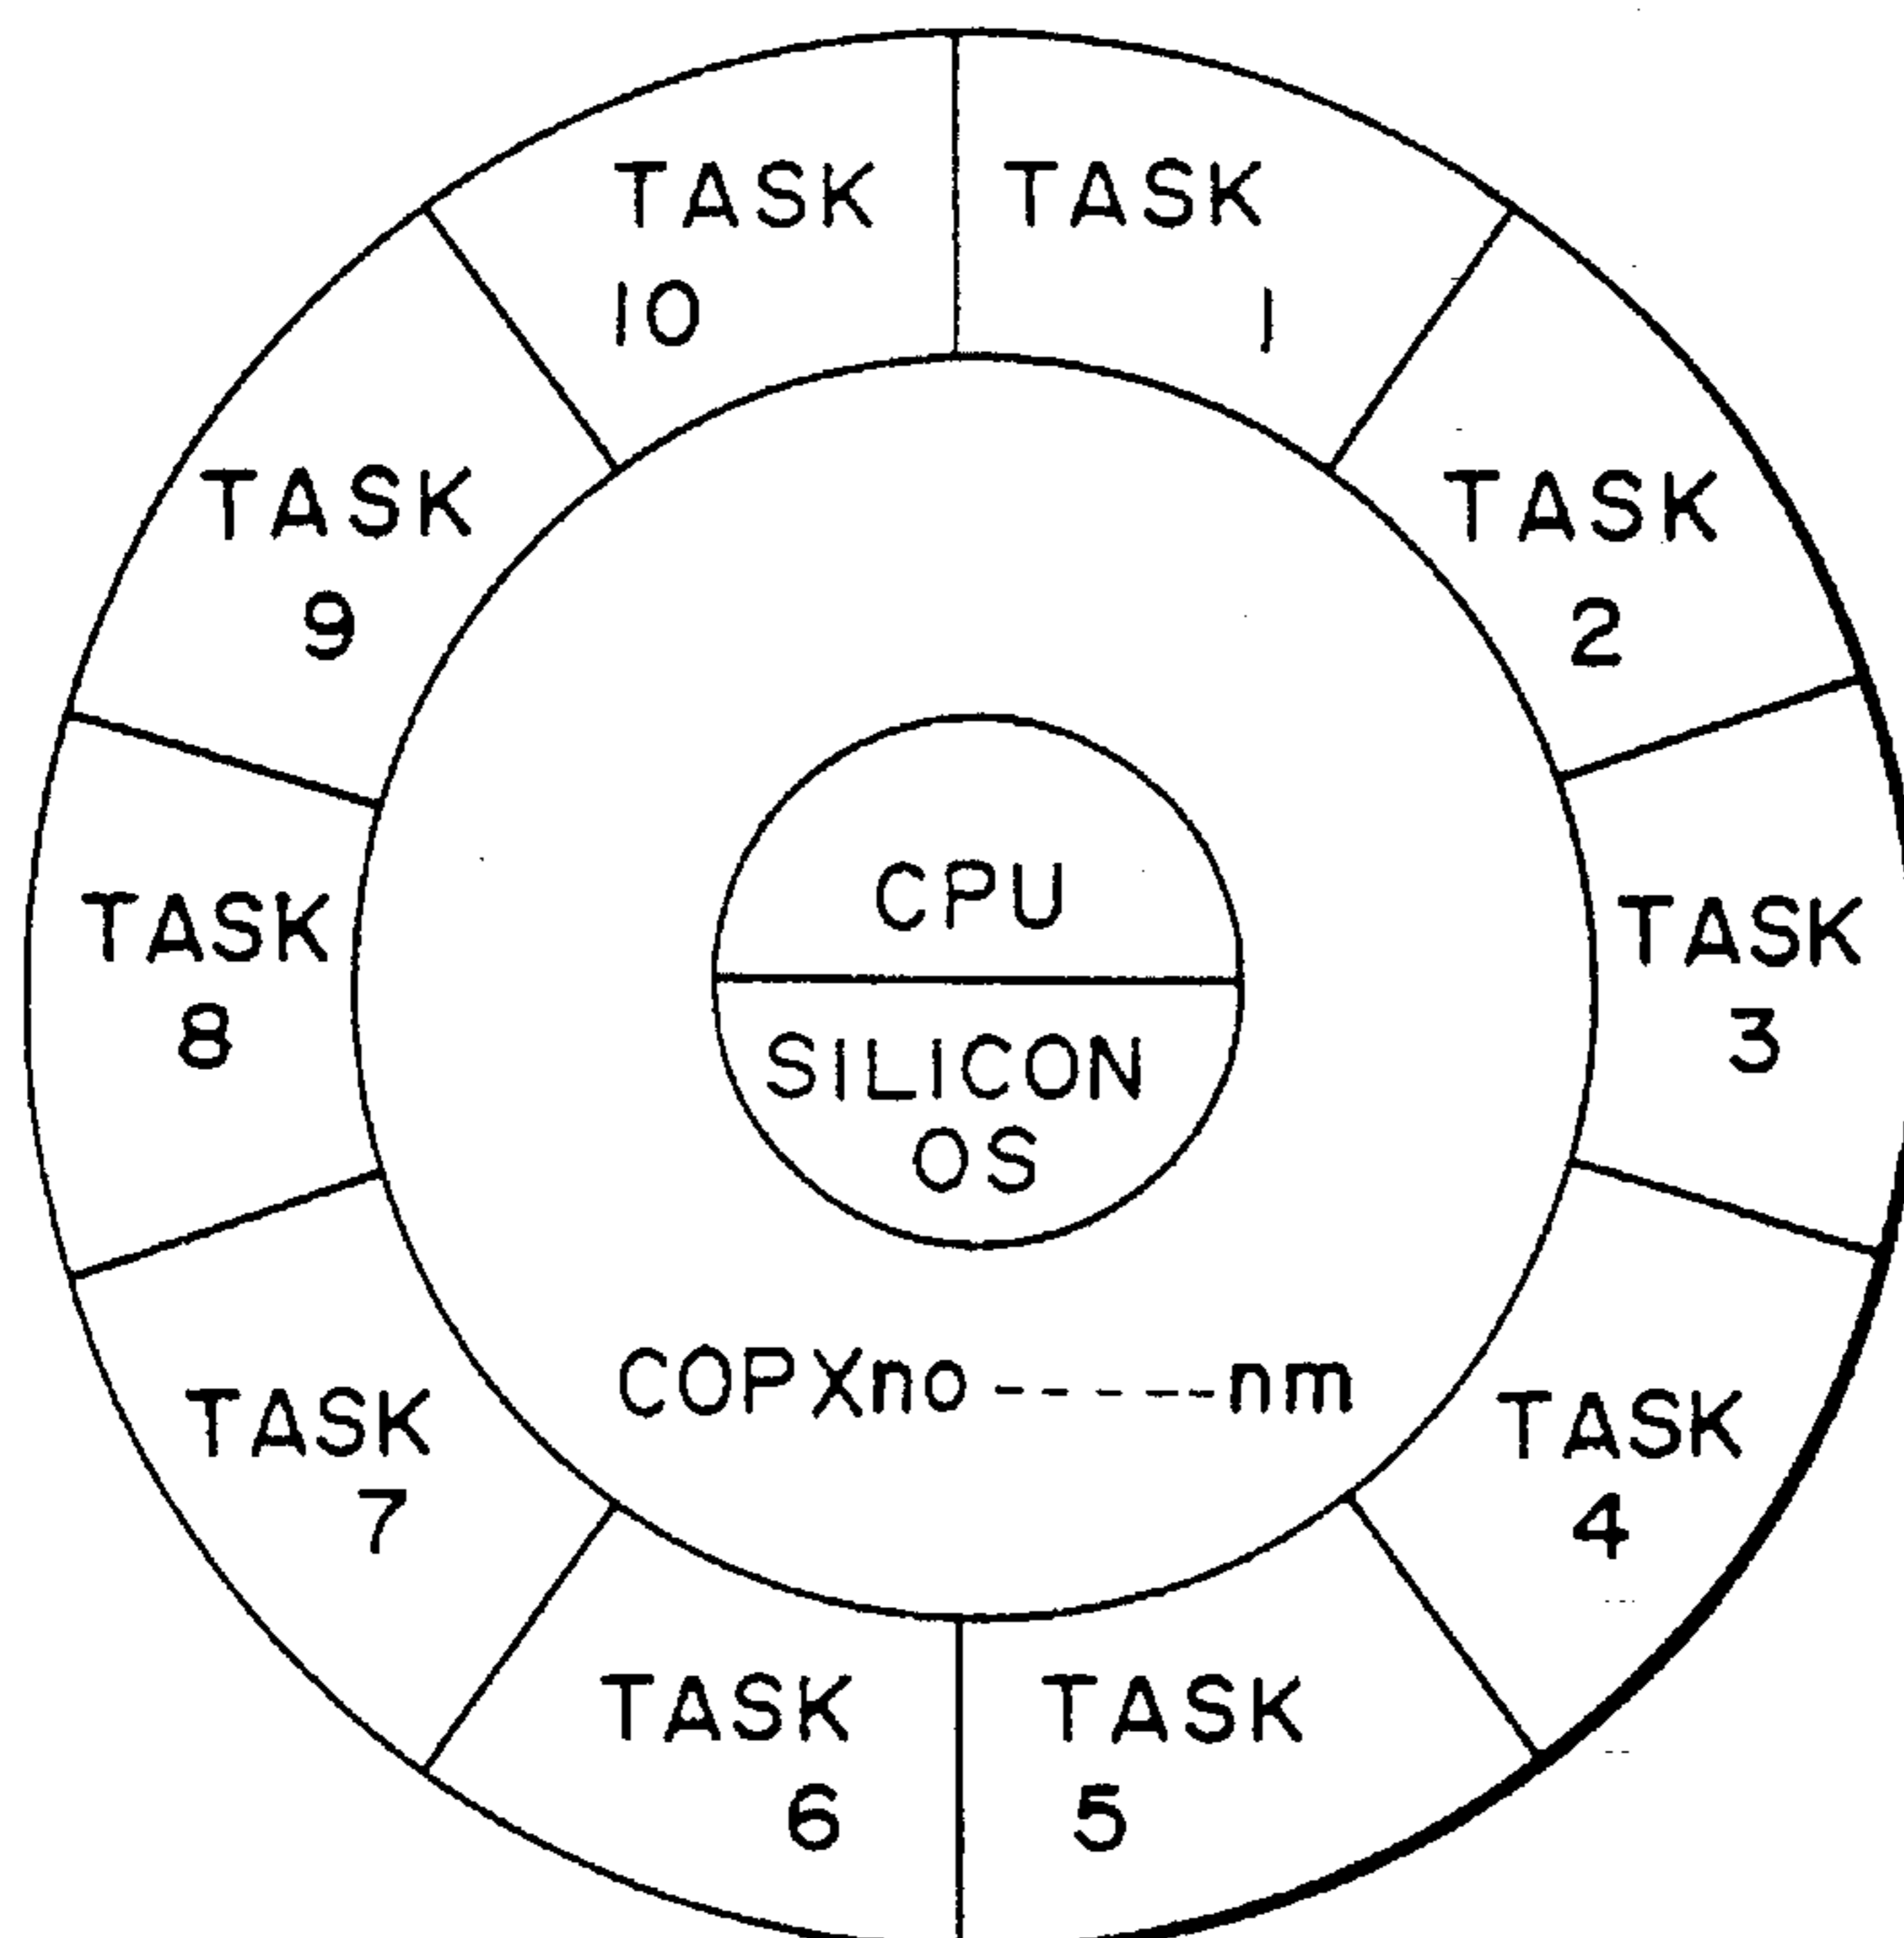 TASK
10
TASK
1
TASK
9
TASK
2
CPU
TASK
8
TASK
3
SILICON
OS
COPXno-----nm
TASK
7
TASK
4
TASK
6
TASK
5